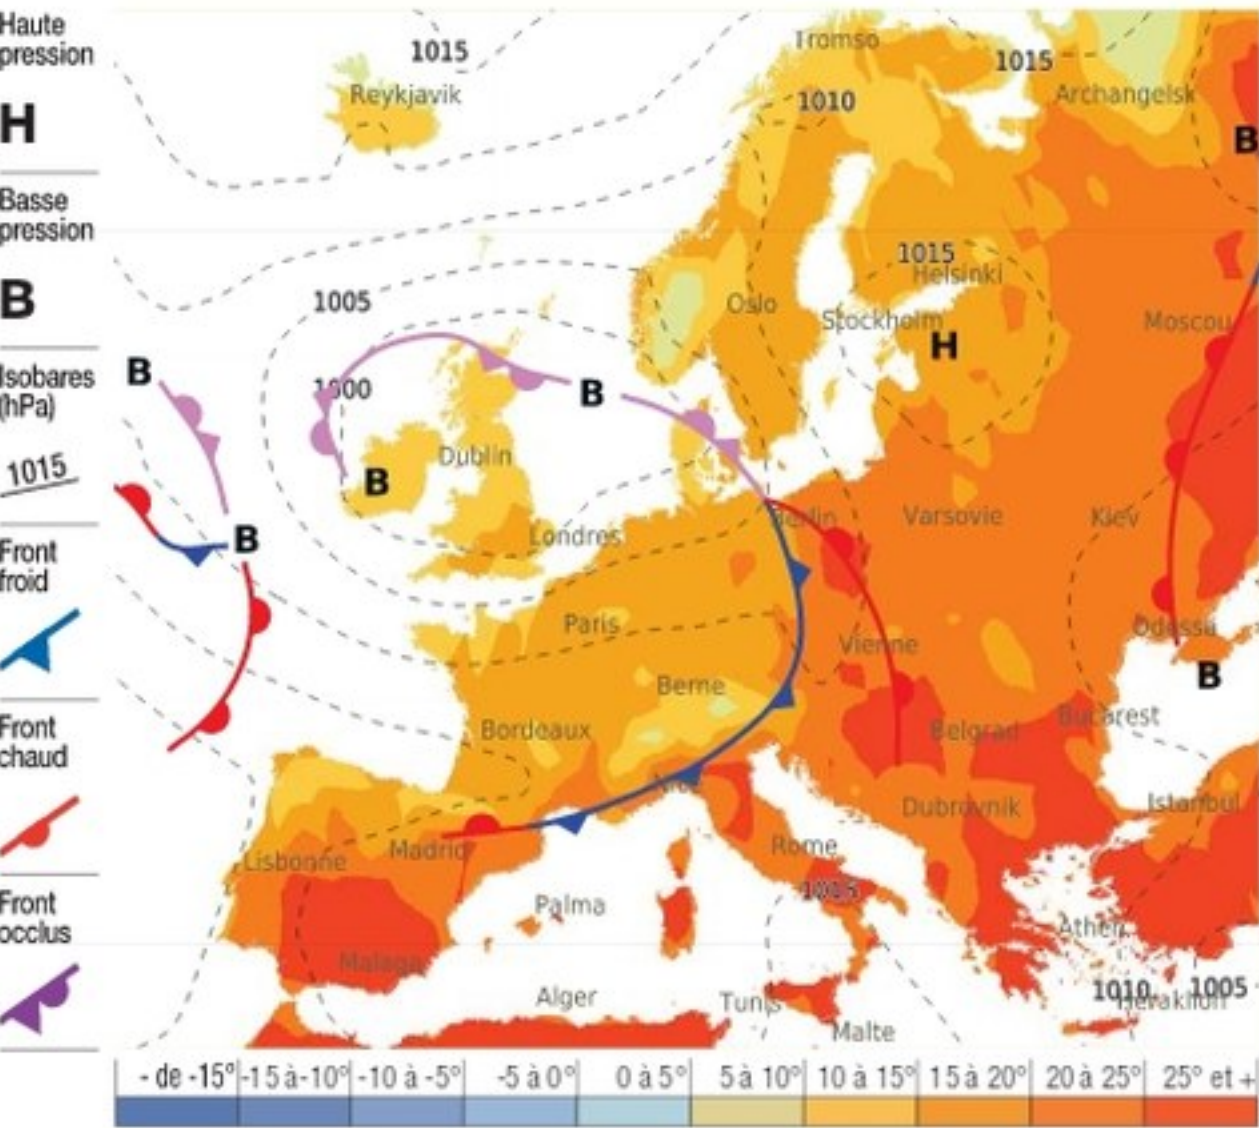 Haute
pression
H
Basse
pression
B
Isobares
(hPa)
1015
Front
froid
Front
chaud
Front
occlus
1015
Tromso
1015
Reykjavik
1010
Archangelsk
B
1015
Helsinki
1005
Oslo
Stockholm
Moscou
H
B
1000
B
Dublin
B
Londres
Berlin
Varsovie
Kiev
B
Paris
Vienne
Odessa
B
Berne
Bordeaux
Belgrad
Bucarest
Nice
Dubrovnik
Istanbul
Lisbonne
Madrid
Rome
1015
Palma
Athen
Malaga
Alger
Tunis
1010
1005
Heraklion
Malte
- de -15° -15 à -10° -10 à -5° -5 à 0° 0 à 5° 5 à 10° 10 à 15° 15 à 20° 20 à 25° 25° et +